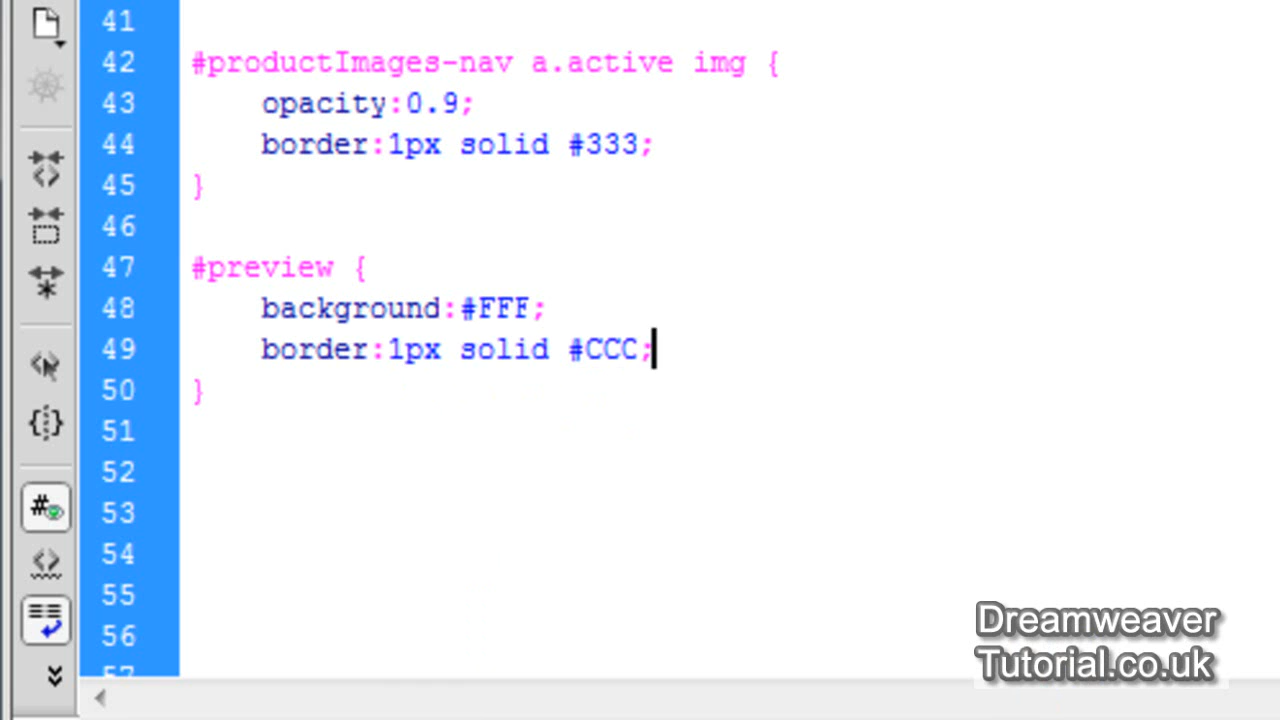 41
42 #productImages-nav a.active img {
43 opacity:0.9;
44 border:1px solid #333;
45 }
46
47 #preview {
48 background:#FFF;
49 border:1px solid #CCC;
50 }
51
52
53
54
55
56
57
Dreamweaver
Tutorial.co.uk